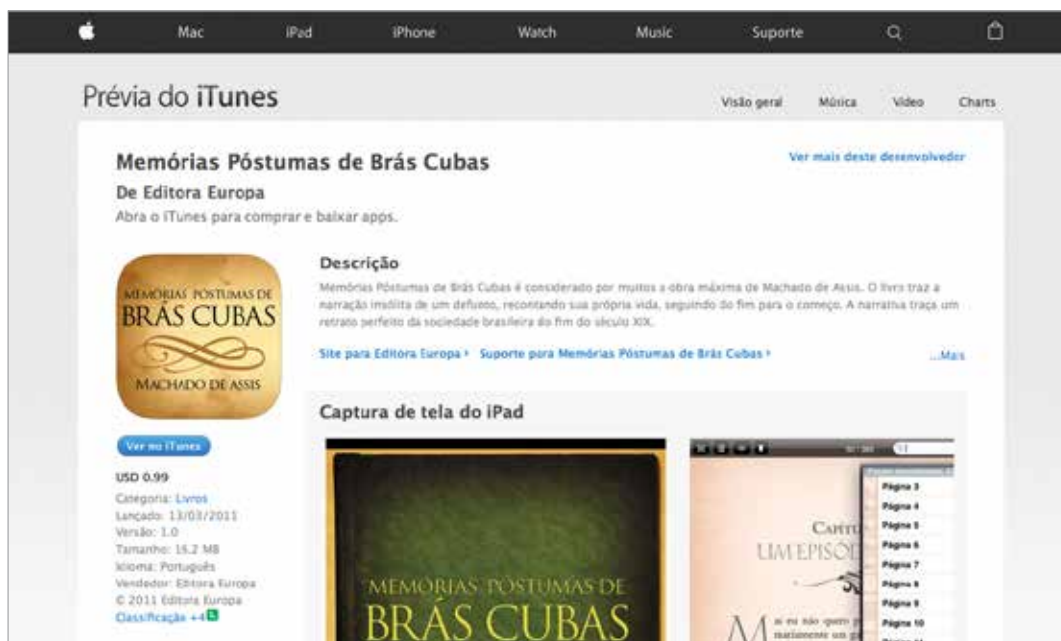 Mac iPad iPhone Watch Music Suporte
Prévia do iTunes
Visão geral Música Vídeo Charts
Memórias Póstumas de Brás Cubas
Ver mais deste desenvolvedor
De Editora Europa
Abra o iTunes para comprar e baixar apps.
MEMÓRIAS PÓSTUMAS DE
BRÁS CUBAS
MACHADO DE ASSIS
Descrição
Memórias Póstumas de Brás Cubas é considerado por muitos a obra máxima de Machado de Assis. O livro traz a
narração insólita de um defunto, recontando sua própria vida, seguindo do fim para o começo. A narrativa traça um
retrato perfeito da sociedade brasileira do fim do século XIX.
Site para Editora Europa Suporte para Memórias Póstumas de Brás Cubas
...Mais
Ver no iTunes
USD 0.99
Categoria: Livros
Lançado: 13/03/2011
Versão: 1.0
Tamanho: 15.2 MB
Idioma: Português
Vendedor: Editora Europa
© 2011 Editora Europa
Classificação +4
Captura de tela do iPad
MEMÓRIAS PÓSTUMAS DE
BRÁS CUBAS
UM
Página 3
Página 4
Página 5
Página 6
Página 7
Página 8
Página 9
Página 10